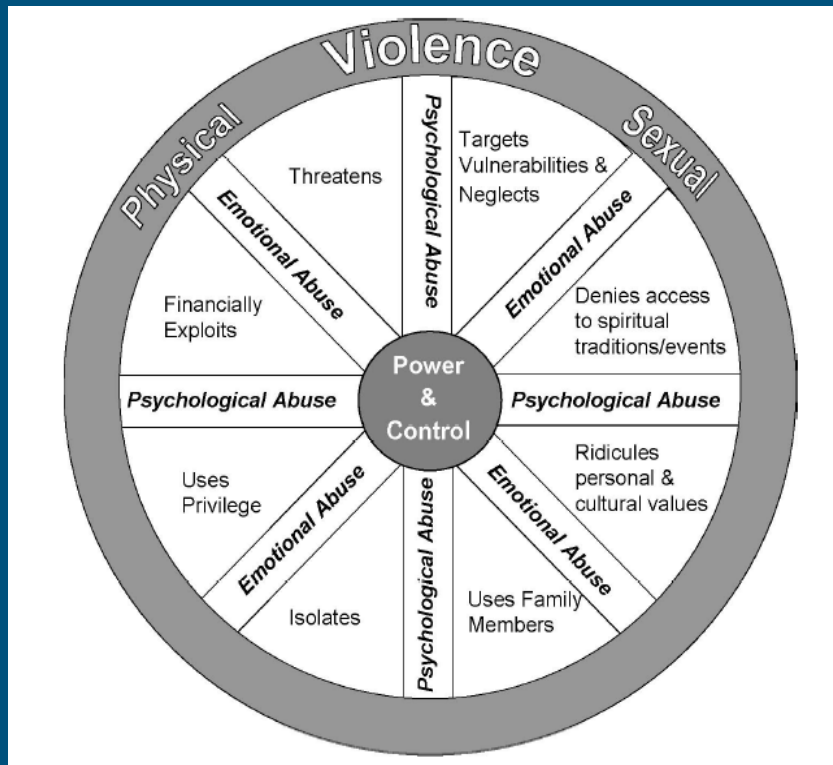 Violence
Physical
Sexual
Psychological Abuse
Targets
Vulnerabilities &
Neglects
Emotional Abuse
Denies access
to spiritual
traditions/events
Psychological Abuse
Ridicules
personal &
cultural values
Emotional Abuse
Uses Family
Members
Psychological Abuse
Isolates
Emotional Abuse
Uses
Privilege
Psychological Abuse
Financially
Exploits
Emotional Abuse
Threatens
Power
&
Control